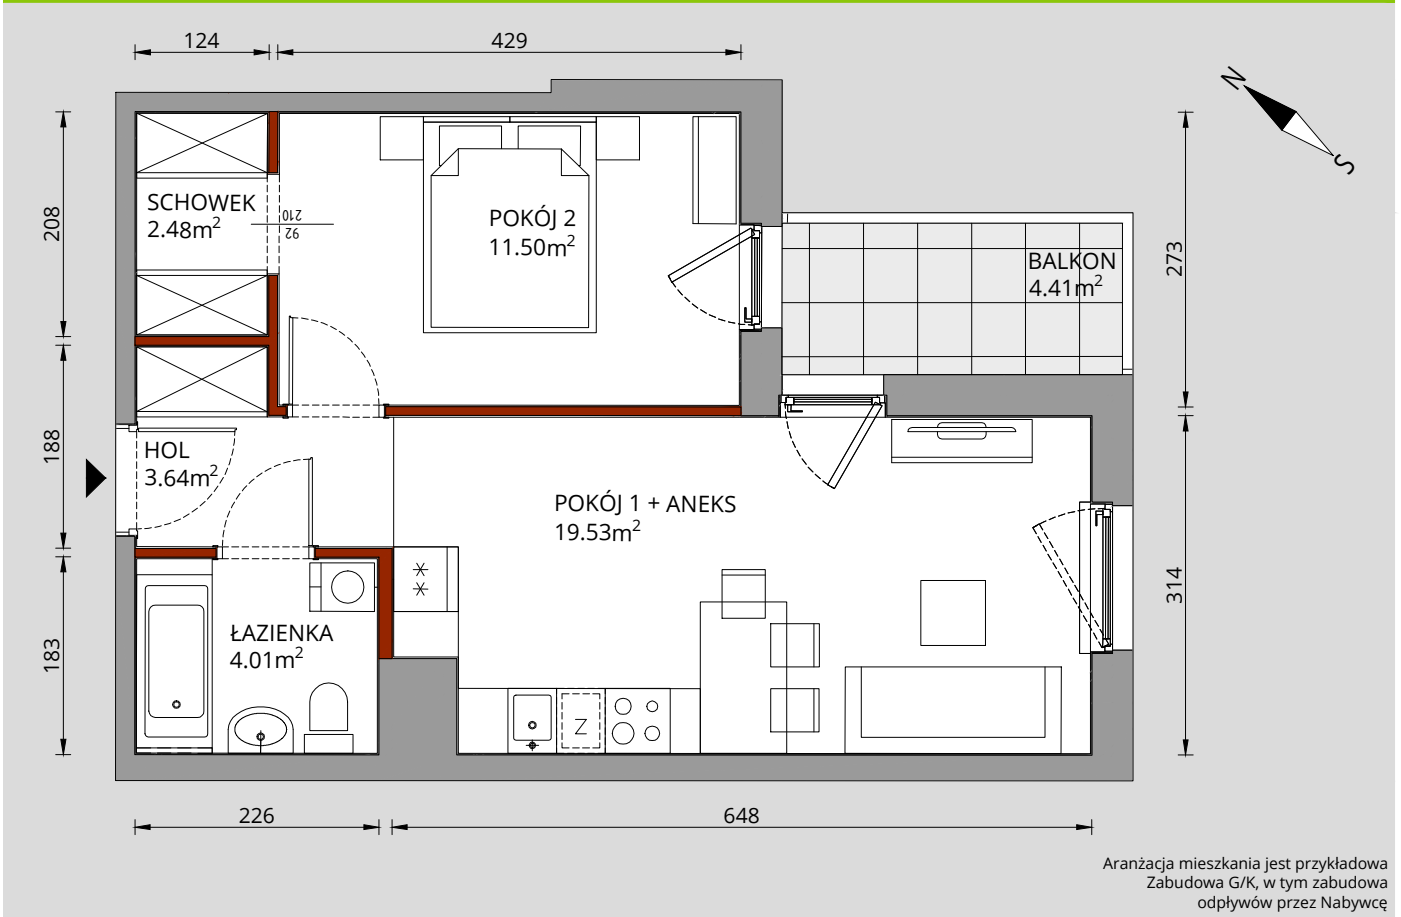 124
429
N
S
208
188
183
SCHOWEK
2.48m²
210
92
POKÓJ 2
11.50m²
BALKON
4.41m²
273
314
HOL
3.64m²
POKÓJ 1 + ANEKS
19.53m²
**
ŁAZIENKA
4.01m²
Z
226
648
Aranżacja mieszkania jest przykładowa
Zabudowa G/K, w tym zabudowa
odpływów przez Nabywcę